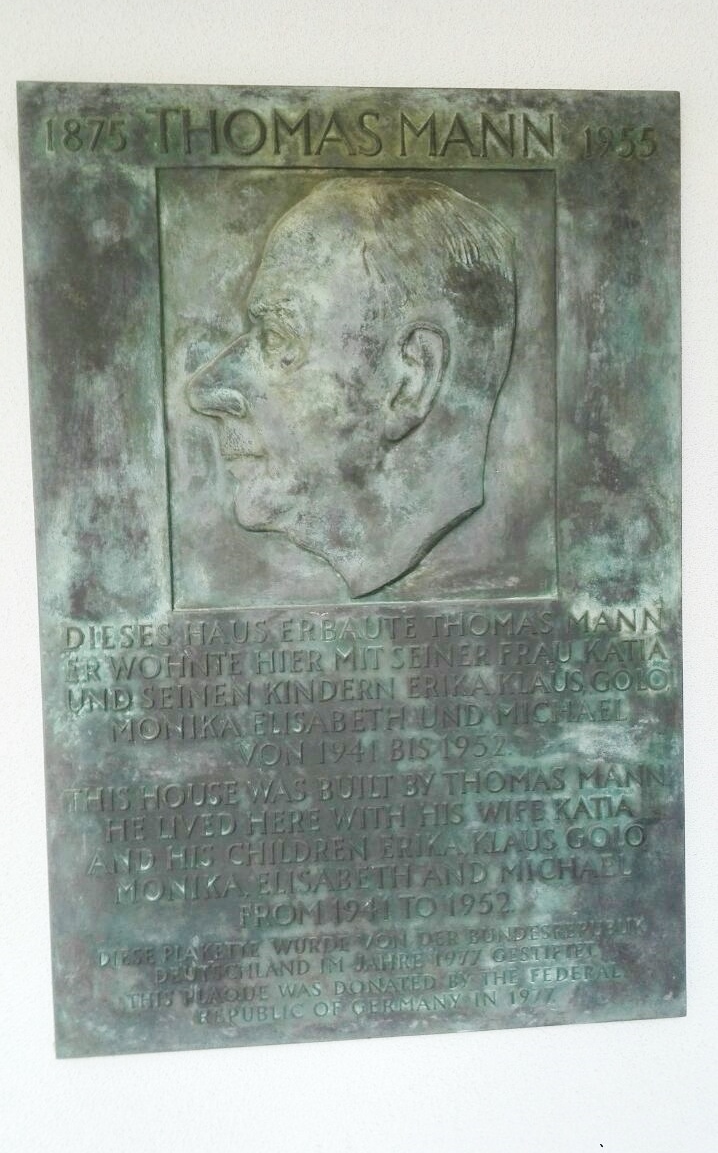 1875 THOMAS MANN 1955
DIESES HAUS ERBAUTE THOMAS MANN
ER WOHNTE HIER MIT SEINER FRAU KATIA
UND SEINEN KINDERN ERIKA, KLAUS, GOLO
MONIKA, ELISABETH UND MICHAEL
VON 1941 BIS 1952.
THIS HOUSE WAS BUILT BY THOMAS MANN
HE LIVED HERE WITH HIS WIFE KATIA
AND HIS CHILDREN ERIKA, KLAUS GOLO
MONIKA, ELISABETH AND MICHAEL
FROM 1941 TO 1952.
DIESE PLAKETTE WURDE VON DER BUNDESREPUBLIK
DEUTSCHLAND IM JAHRE 1977 GESTIFTET
THIS PLAQUE WAS DONATED BY THE FEDERAL
REPUBLIC OF GERMANY IN 1977.